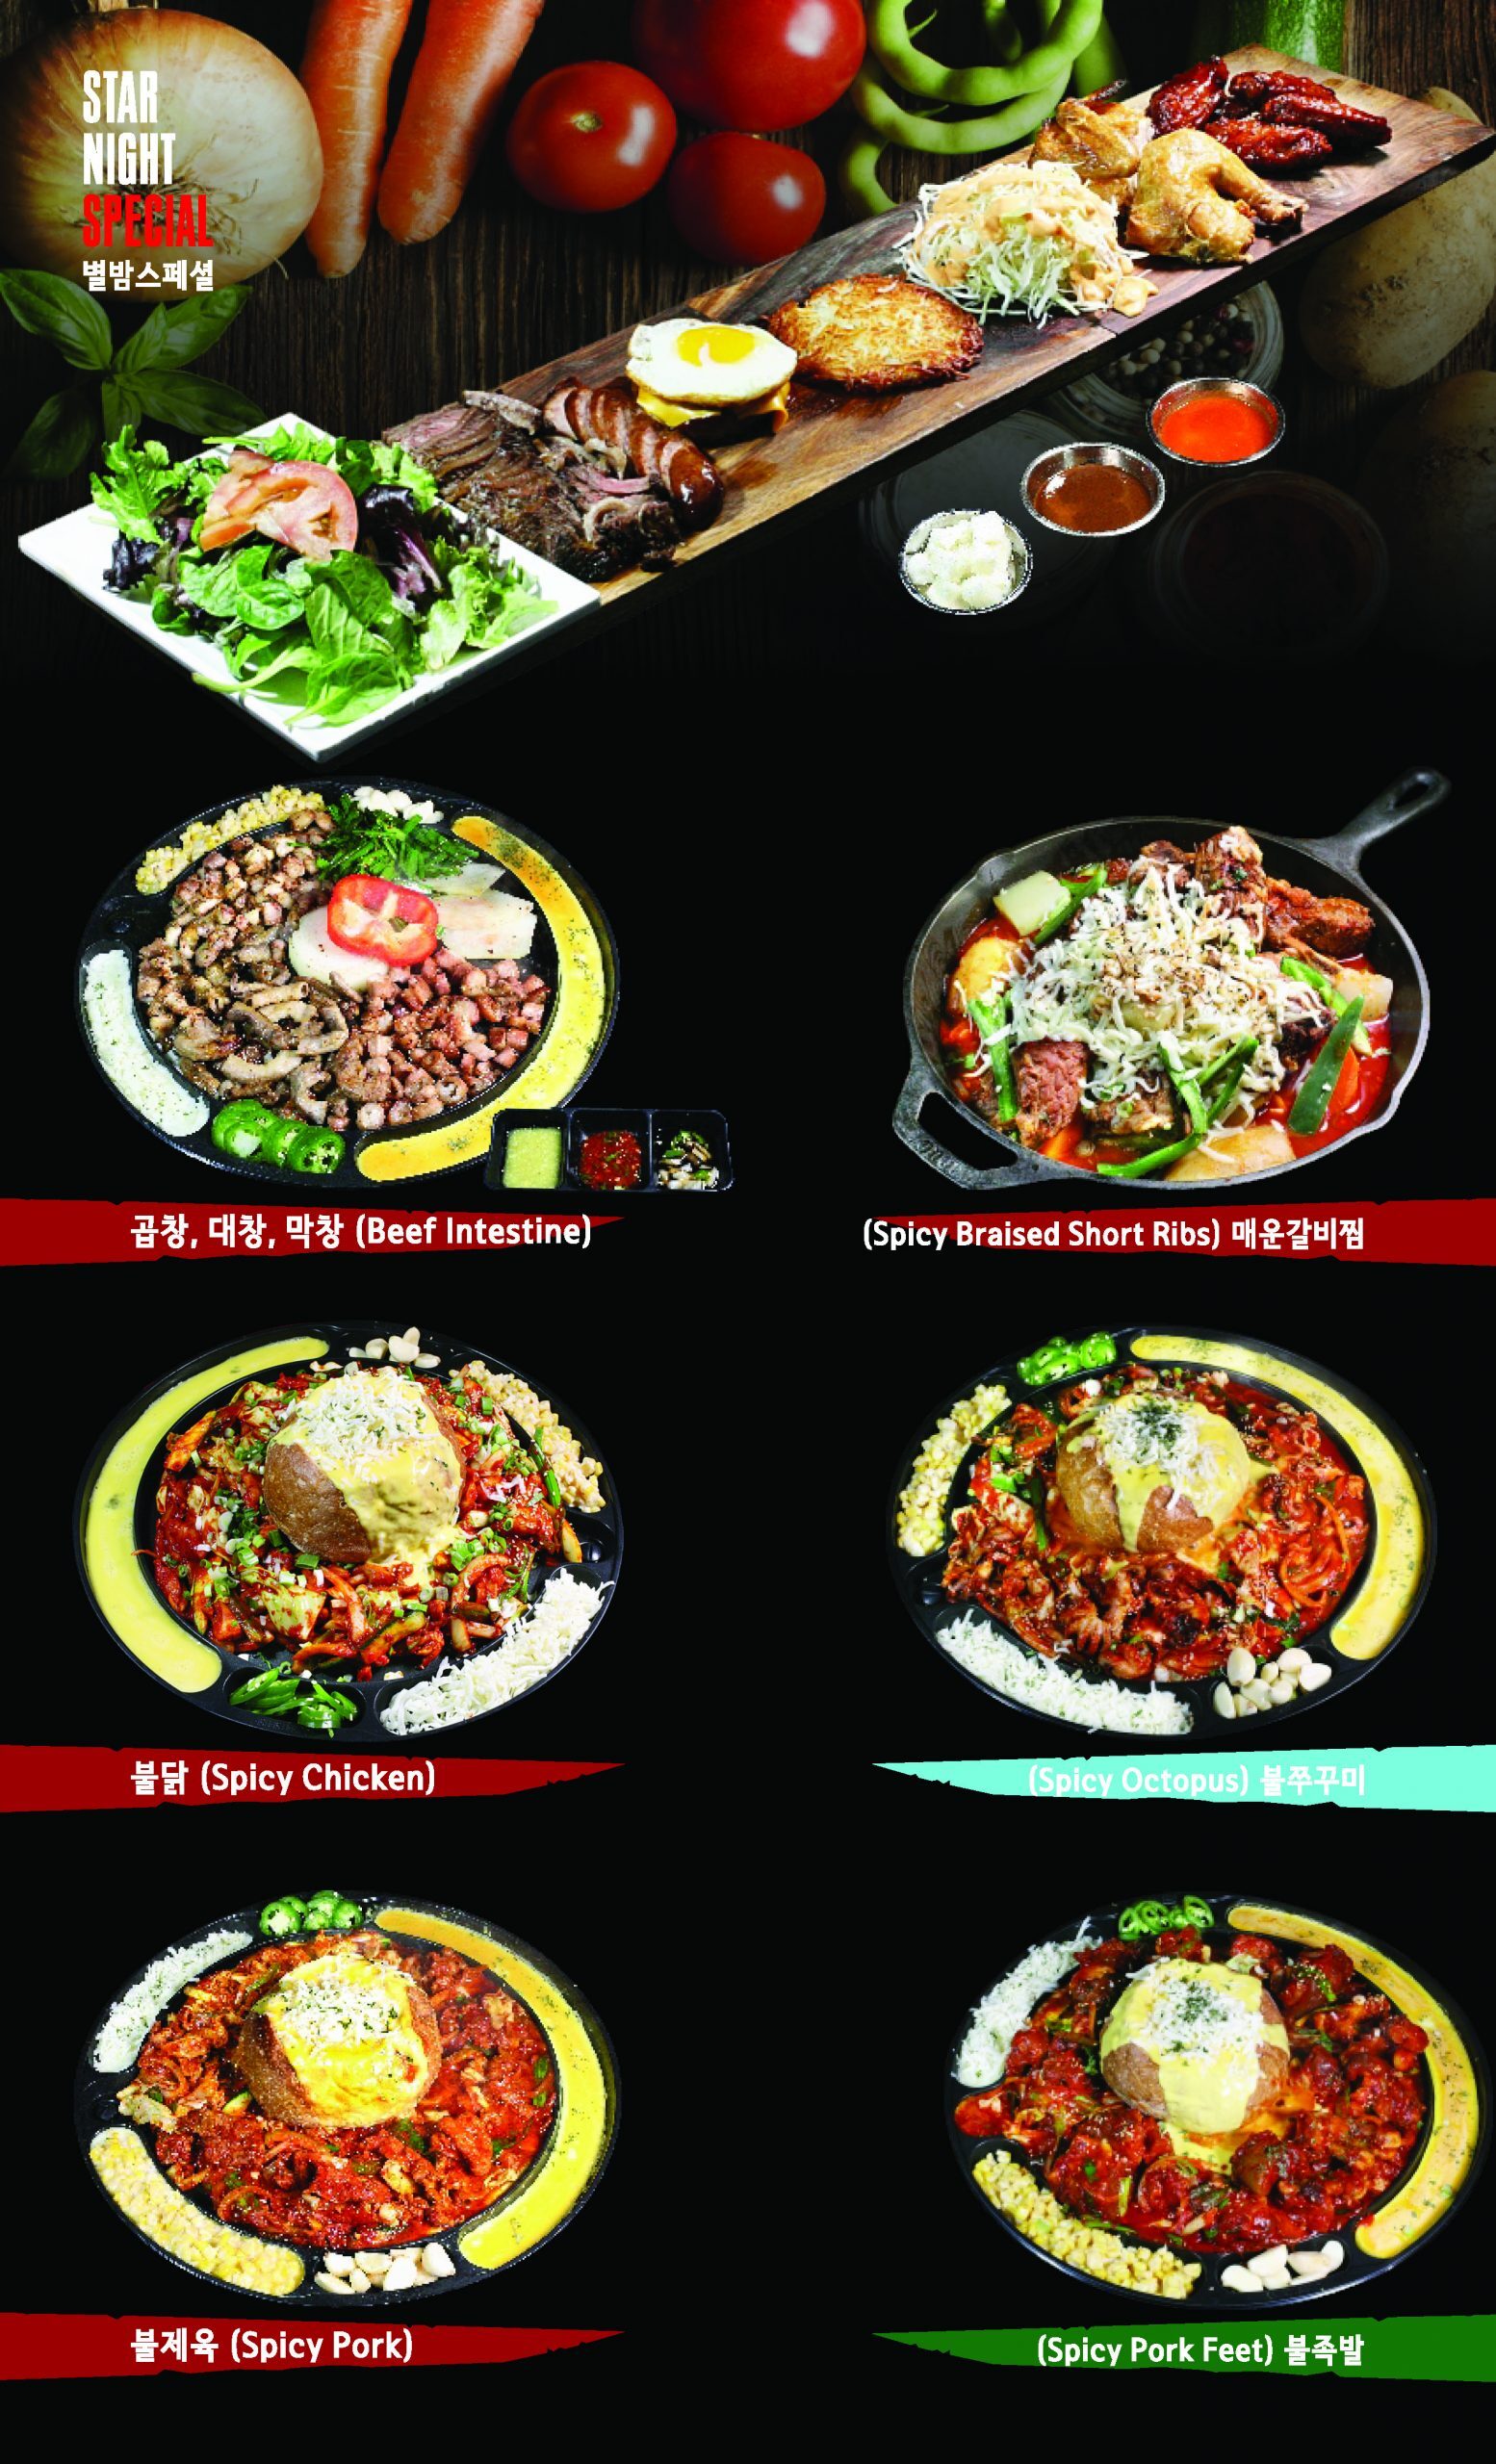 STAR
NIGHT
SPECIAL
별밤스페셜
곱창, 대창, 막창 (Beef Intestine)
(Spicy Braised Short Ribs) 매운갈비찜
불닭 (Spicy Chicken)
(Spicy Octopus) 불쭈꾸미
불제육 (Spicy Pork)
(Spicy Pork Feet) 불족발